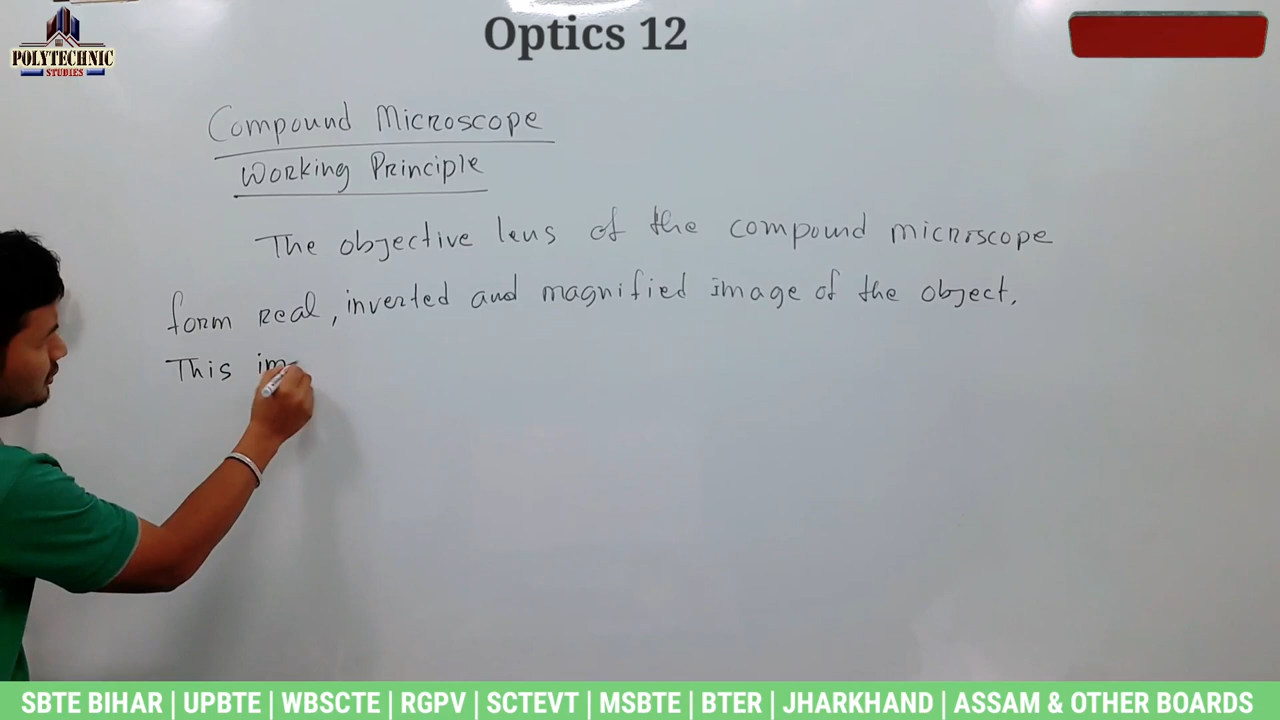 Optics 12
POLYTECHNIC
STUDIES
Compound Microscope
Working Principle
The objective lens of the compound microscope
form real, inverted and magnified image of the object.
This im
SBTE BIHAR | UPBTE | WBSCTE | RGPV | SCTEVT | MSBTE | BTER | JHARKHAND | ASSAM & OTHER BOARDS